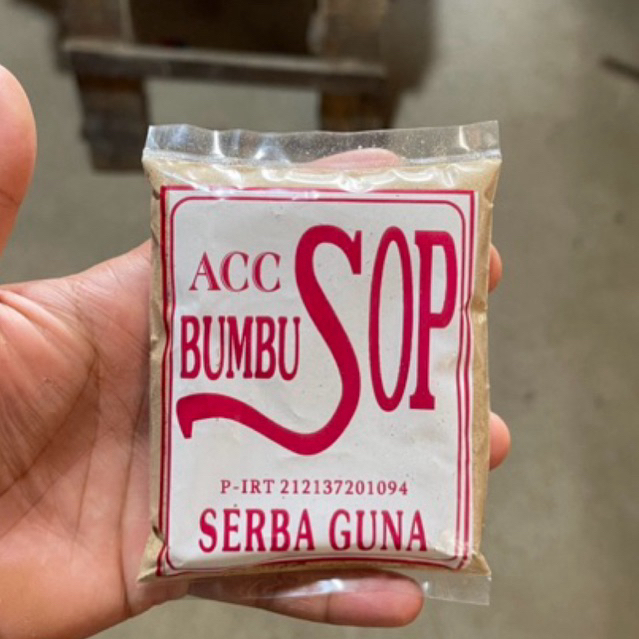 ACC
BUMBU SOP
P-IRT 212137201094
SERBA GUNA